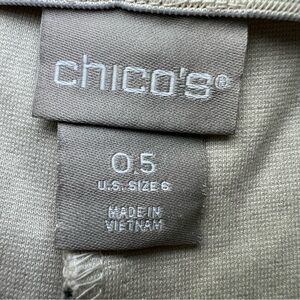 chico's®
0.5
U.S. SIZE 6
MADE IN
VIETNAM